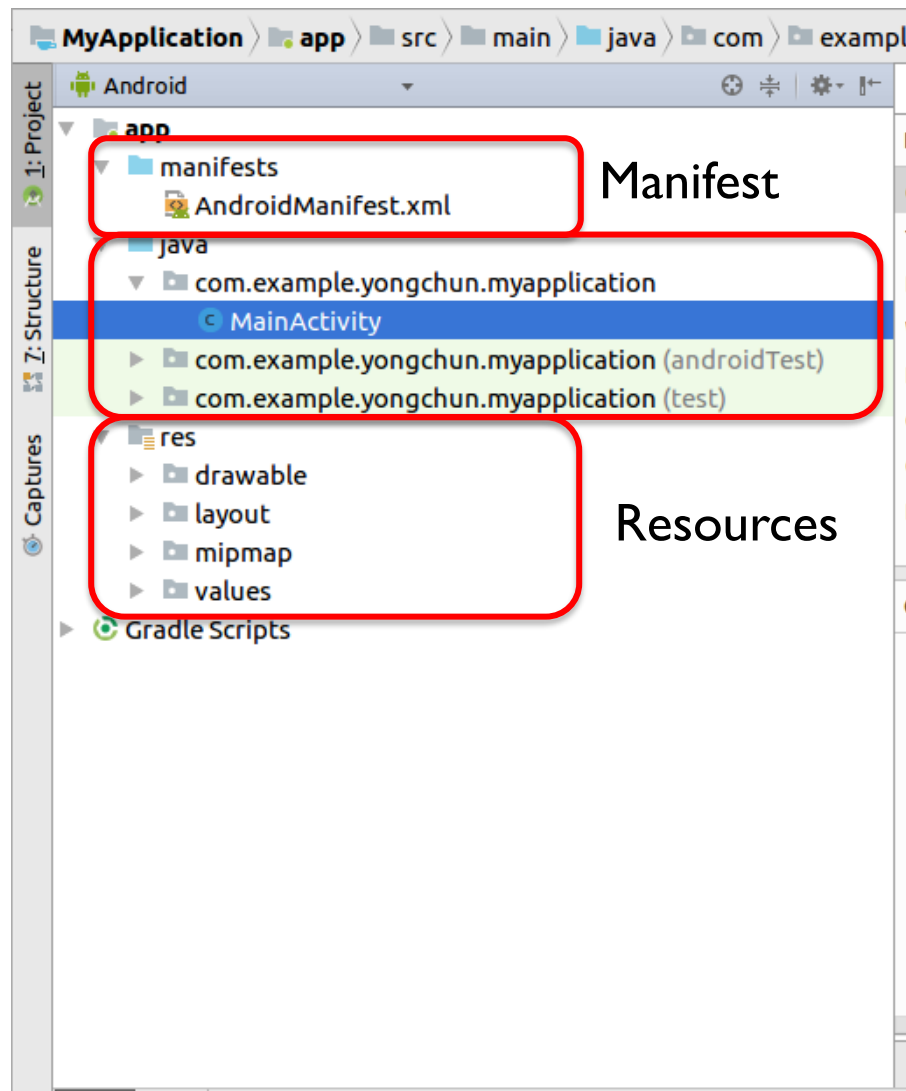 MyApplication app src main java com exampl
Android
1: Project
7: Structure
Captures
app
manifests
AndroidManifest.xml
Manifest
java
com.example.yongchun.myapplication
MainActivity
com.example.yongchun.myapplication (androidTest)
com.example.yongchun.myapplication (test)
res
drawable
layout
mipmap
values
Resources
Gradle Scripts